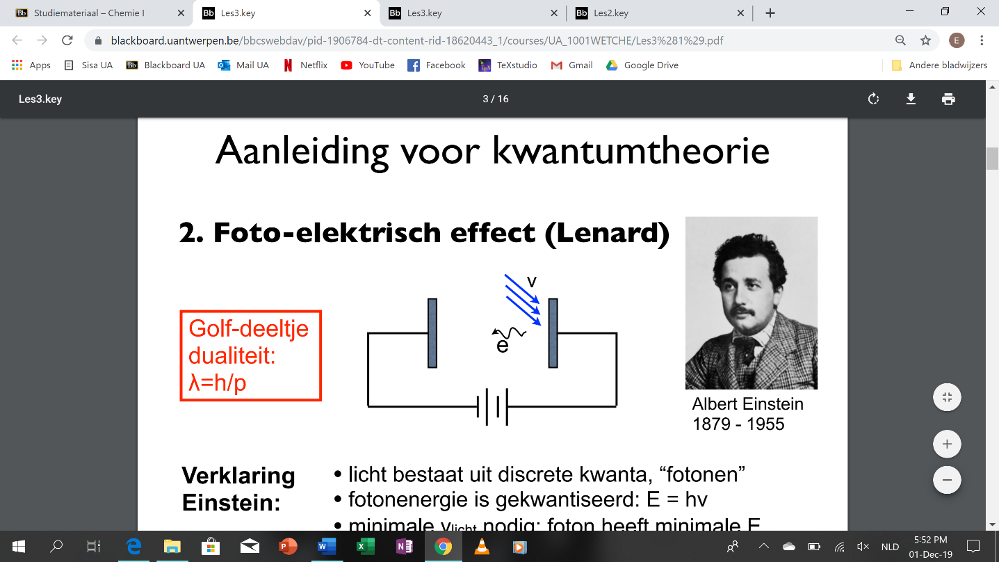 Studiemateriaal – Chemie I
Les3.key
Les3.key
Les2.key
blackboard.uantwerpen.be/bbcswebdav/pid-1906784-dt-content-rid-18620443_1/courses/UA_1001WETCHE/Les3%281%29.pdf
E
Apps
Sisa UA
Blackboard UA
Mail UA
Netflix
YouTube
Facebook
TeXstudio
Gmail
Google Drive
Andere bladwijzers
Les3.key
3 / 16
Aanleiding voor kwantumtheorie
2. Foto-elektrisch effect (Lenard)
ν
e
Golf-deeltje
dualiteit:
λ=h/p
Albert Einstein
1879 - 1955
Verklaring
Einstein:
• licht bestaat uit discrete kwanta, “fotonen”
• fotonenergie is gekwantiseerd: E = hν
• minimale νlicht nodig: foton heeft minimale E
NLD
5:52 PM
01-Dec-19